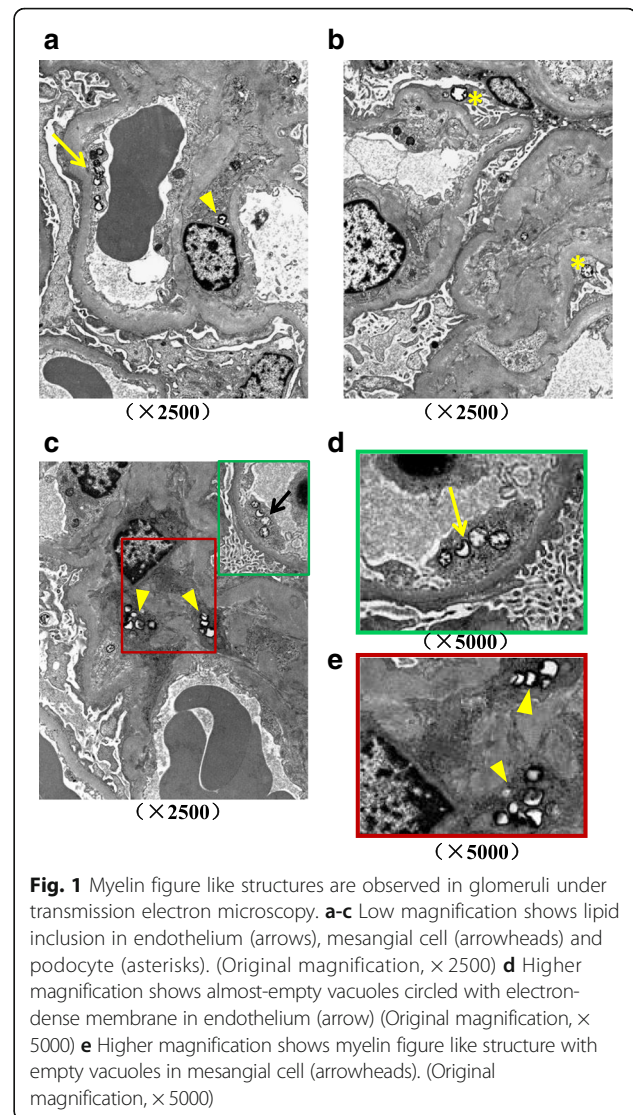 a
b
(×2500)
(×2500)
c
d
(×5000)
e
(×2500)
(×5000)
Fig. 1 Myelin figure like structures are observed in glomeruli under
transmission electron microscopy. a-c Low magnification shows lipid
inclusion in endothelium (arrows), mesangial cell (arrowheads) and
podocyte (asterisks). (Original magnification, × 2500) d Higher
magnification shows almost-empty vacuoles circled with electron-
dense membrane in endothelium (arrow) (Original magnification, ×
5000) e Higher magnification shows myelin figure like structure with
empty vacuoles in mesangial cell (arrowheads). (Original
magnification, × 5000)